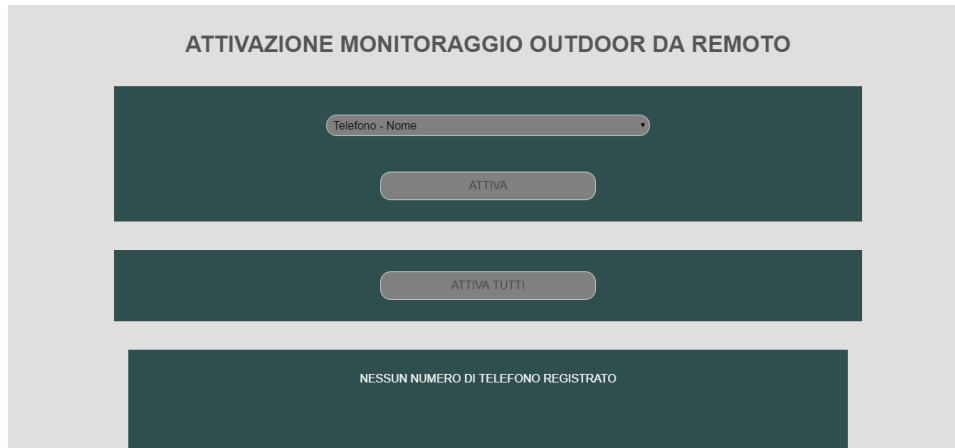 ATTIVAZIONE MONITORAGGIO OUTDOOR DA REMOTO
Telefono - Nome
ATTIVA
ATTIVA TUTTI
NESSUN NUMERO DI TELEFONO REGISTRATO